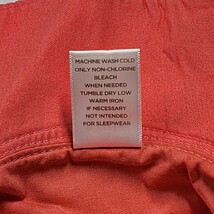 MACHINE WASH COLD
ONLY NON-CHLORINE
BLEACH
WHEN NEEDED
TUMBLE DRY LOW
WARM IRON
IF NECESSARY
NOT INTENDED
FOR SLEEPWEAR